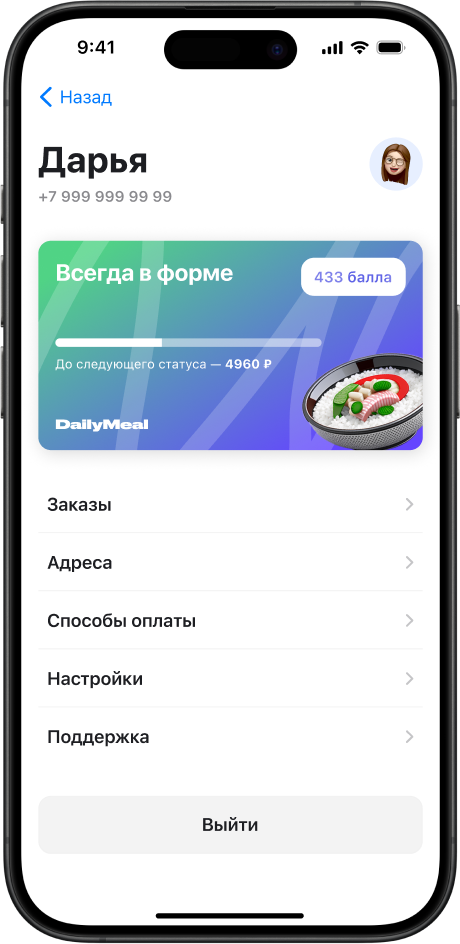 9:41
Назад
Дарья
+7 999 999 99 99
Всегда в форме
433 балла
До следующего статуса — 4960 ₽
DailyMeal
Заказы
Адреса
Способы оплаты
Настройки
Поддержка
Выйти